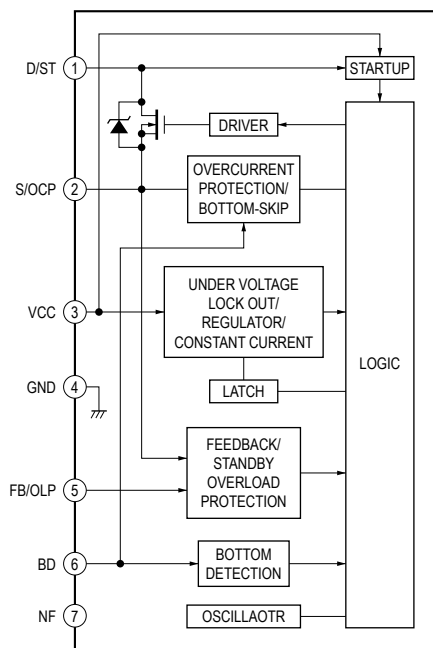 D/ST
1
STARTUP
DRIVER
S/OCP
2
OVERCURRENT
PROTECTION/
BOTTOM-SKIP
VCC
3
UNDER VOLTAGE
LOCK OUT/
REGULATOR/
CONSTANT CURRENT
LOGIC
GND
4
LATCH
FB/OLP
5
FEEDBACK/
STANDBY
OVERLOAD
PROTECTION
BD
6
BOTTOM
DETECTION
NF
7
OSCILLAOTR